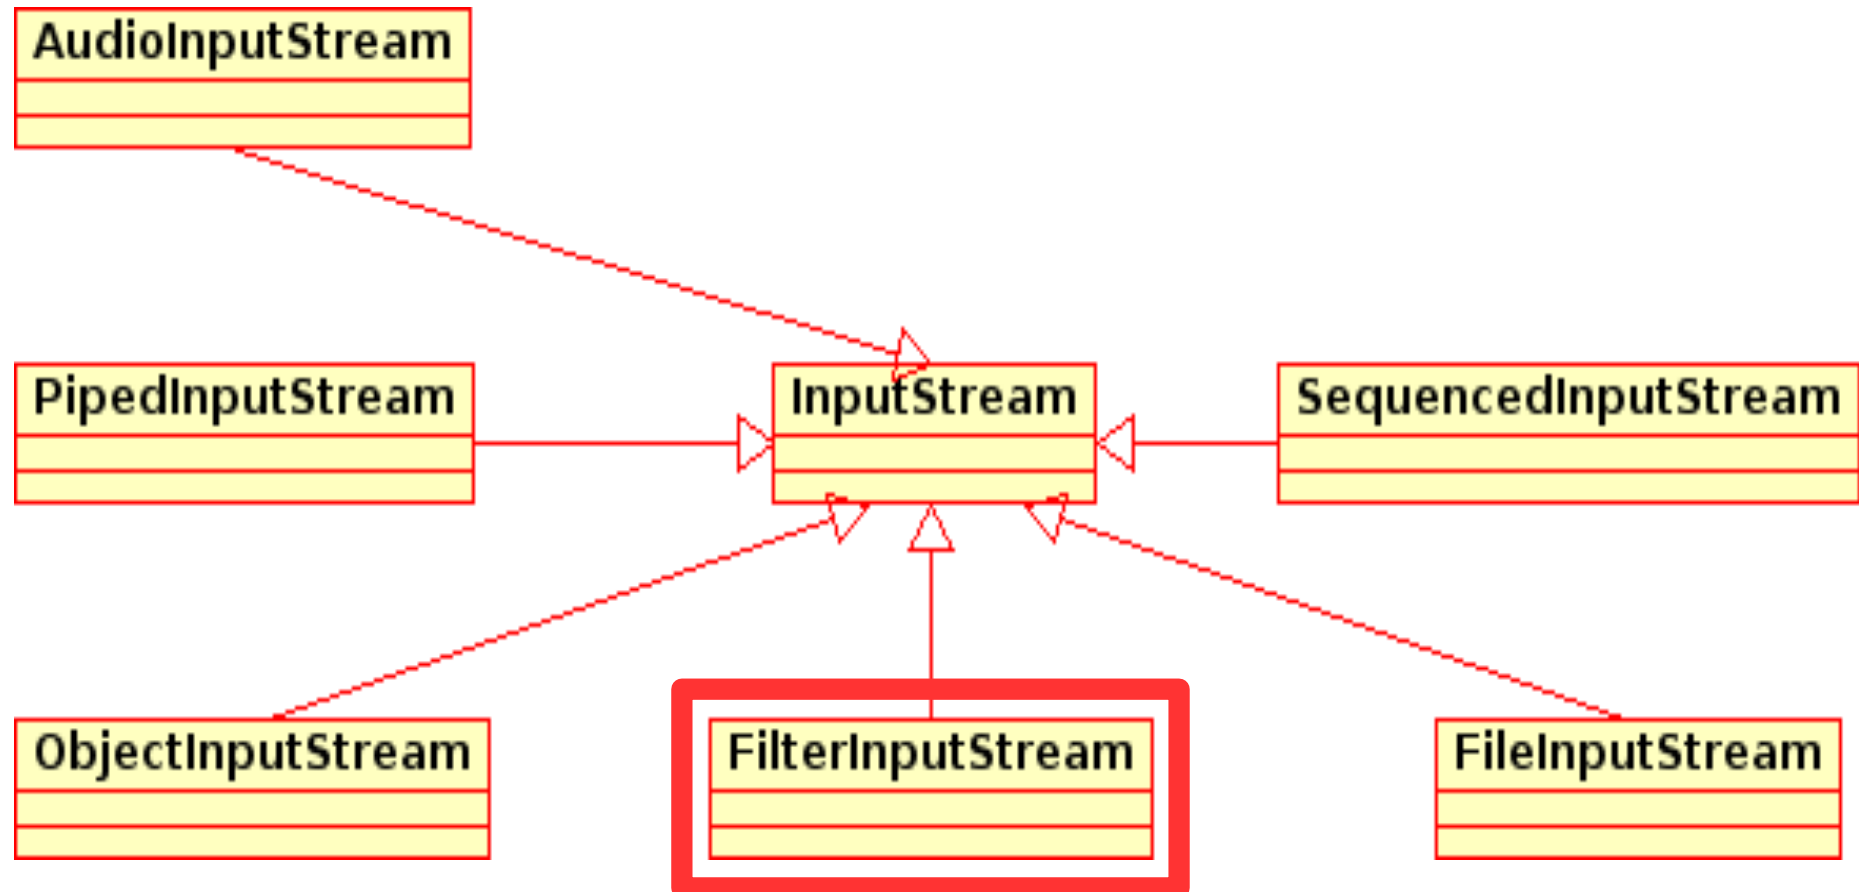 AudioInputStream
PipedInputStream
InputStream
SequencedInputStream
ObjectInputStream
FilterInputStream
FileInputStream